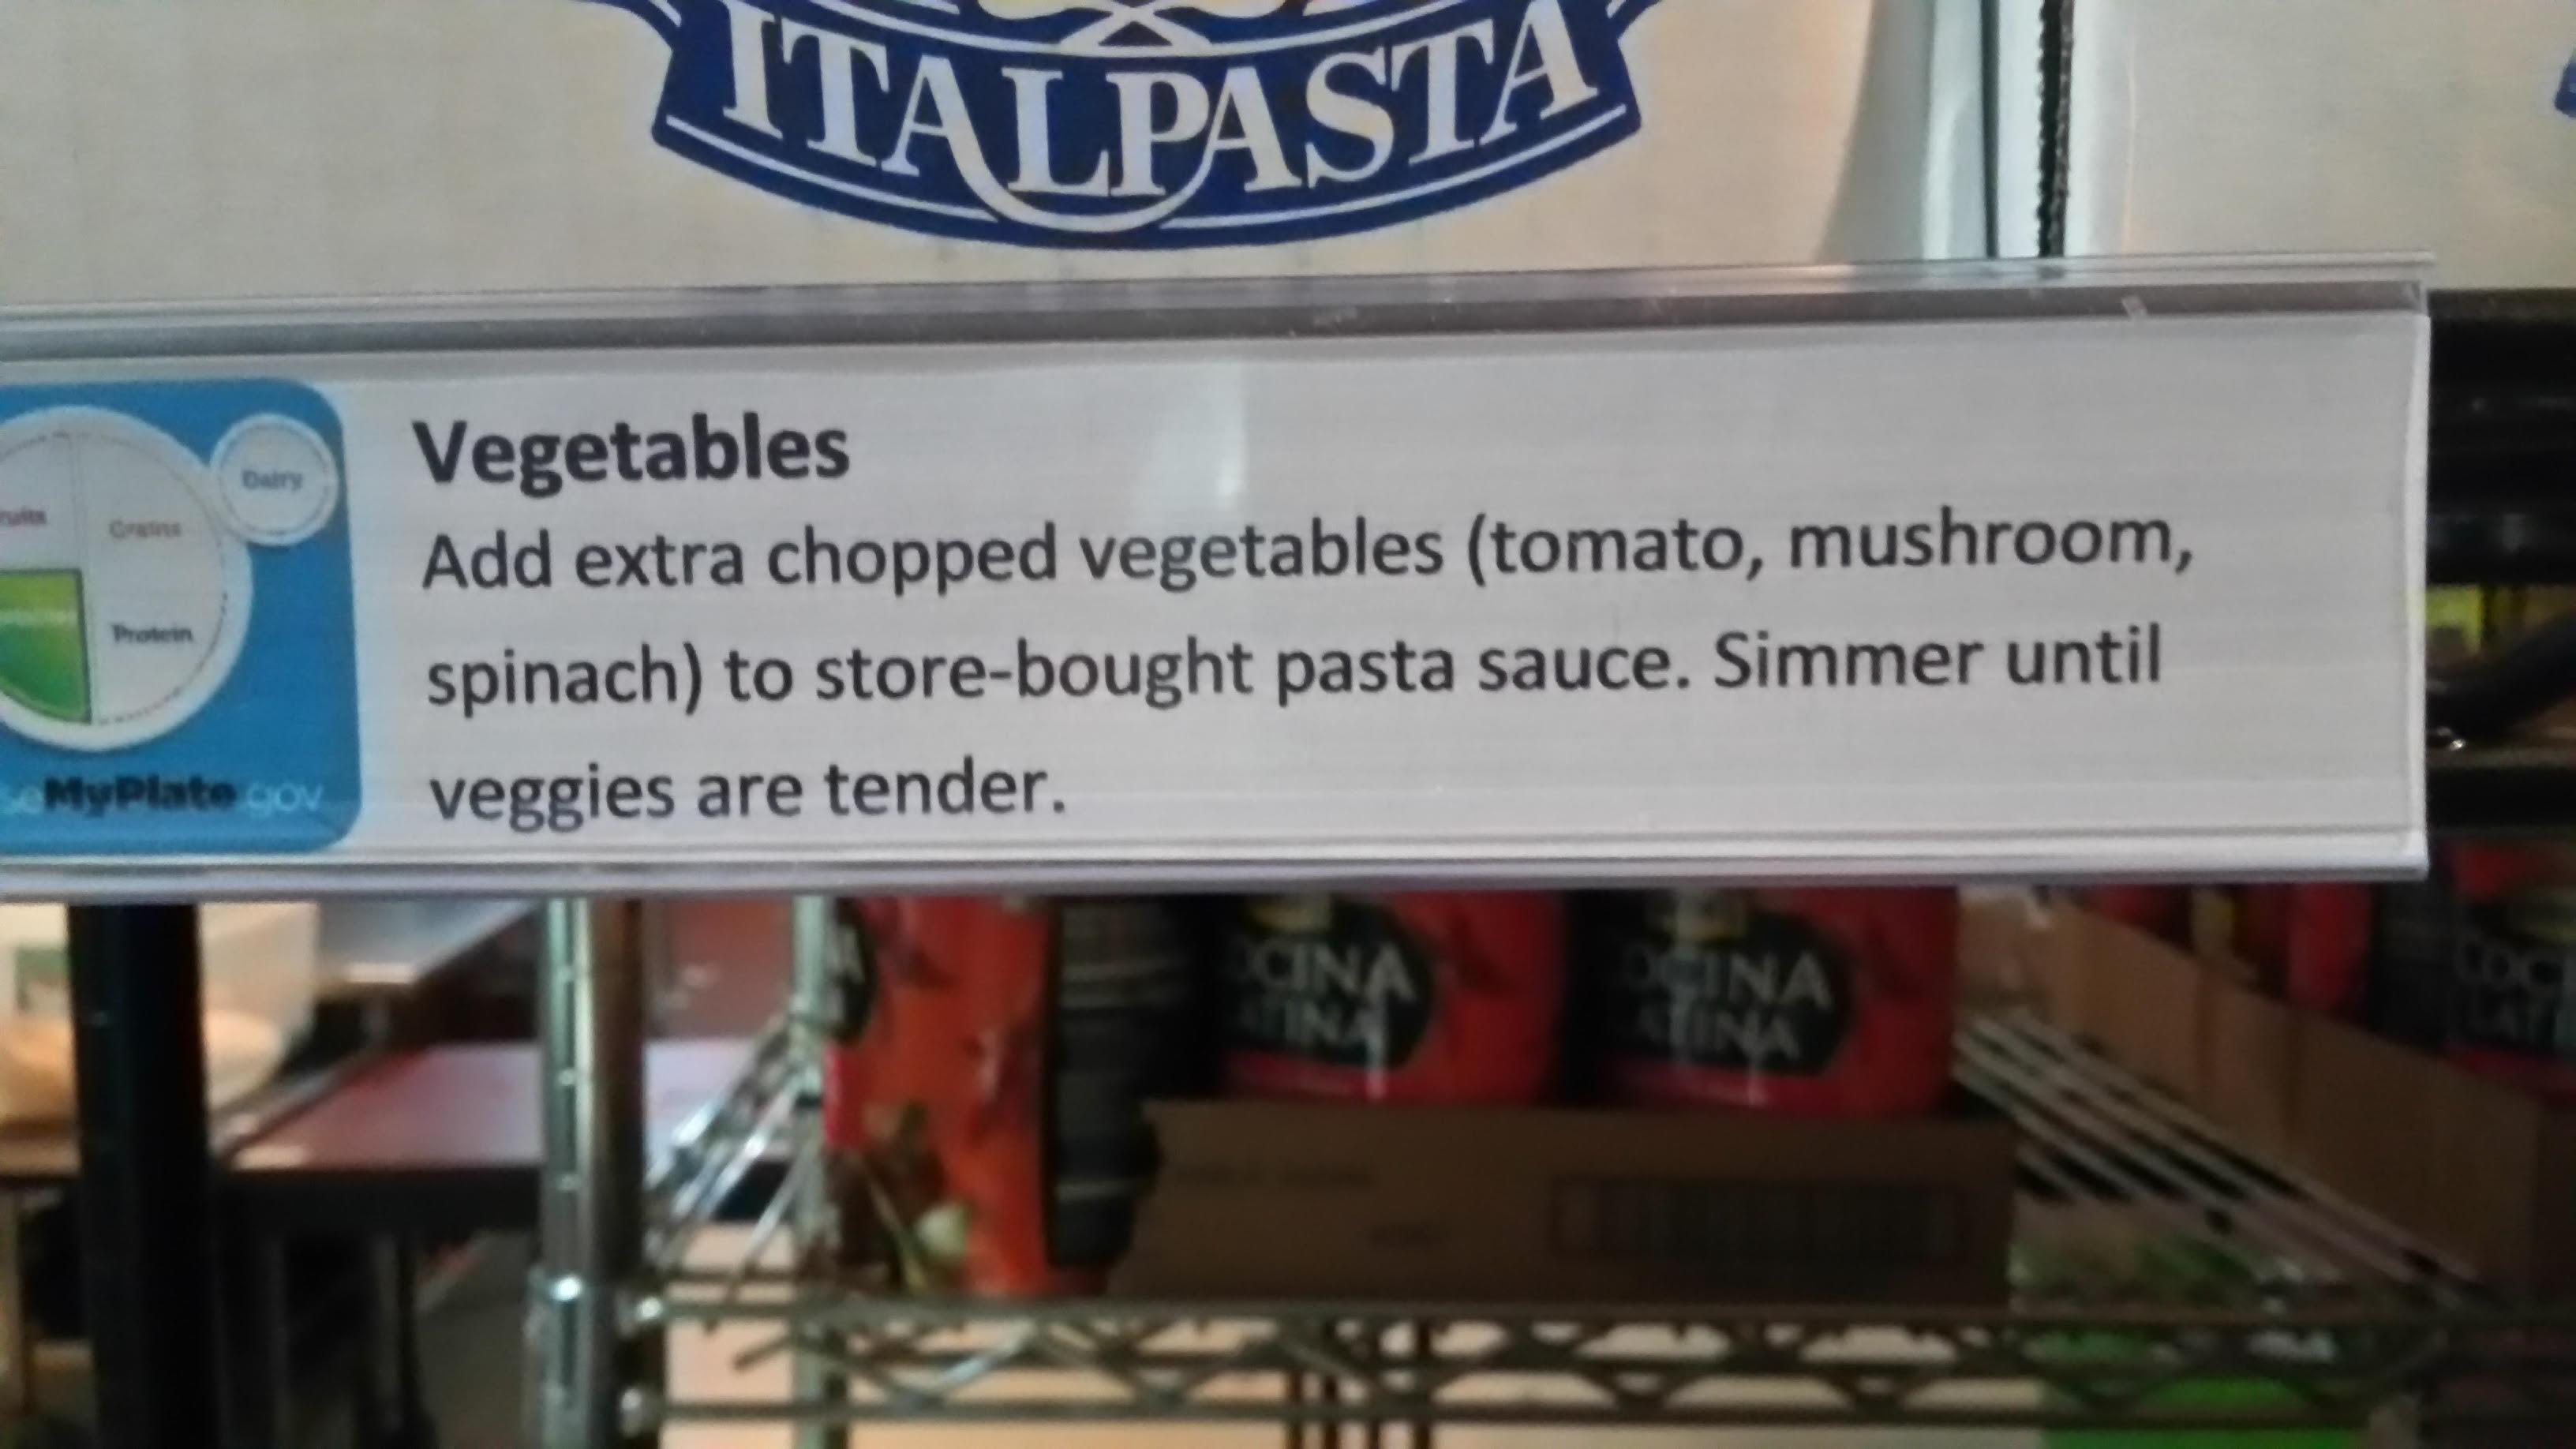 ITALPASTA
Vegetables
Add extra chopped vegetables (tomato, mushroom,
spinach) to store-bought pasta sauce. Simmer until
veggies are tender.
Dairy
Grains
Protein
MyPlate.gov